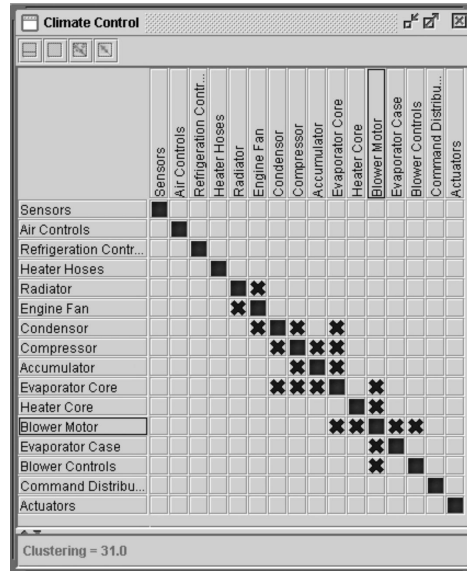 Climate Control
Sensors
Air Controls
Refrigeration Contr...
Heater Hoses
Radiator
Engine Fan
Condensor
Compressor
Accumulator
Evaporator Core
Heater Core
Blower Motor
Evaporator Case
Blower Controls
Command Distribu...
Actuators
Sensors
Air Controls
Refrigeration Contr...
Heater Hoses
Radiator
Engine Fan
Condensor
Compressor
Accumulator
Evaporator Core
Heater Core
Blower Motor
Evaporator Case
Blower Controls
Command Distribu...
Actuators
Clustering = 31.0